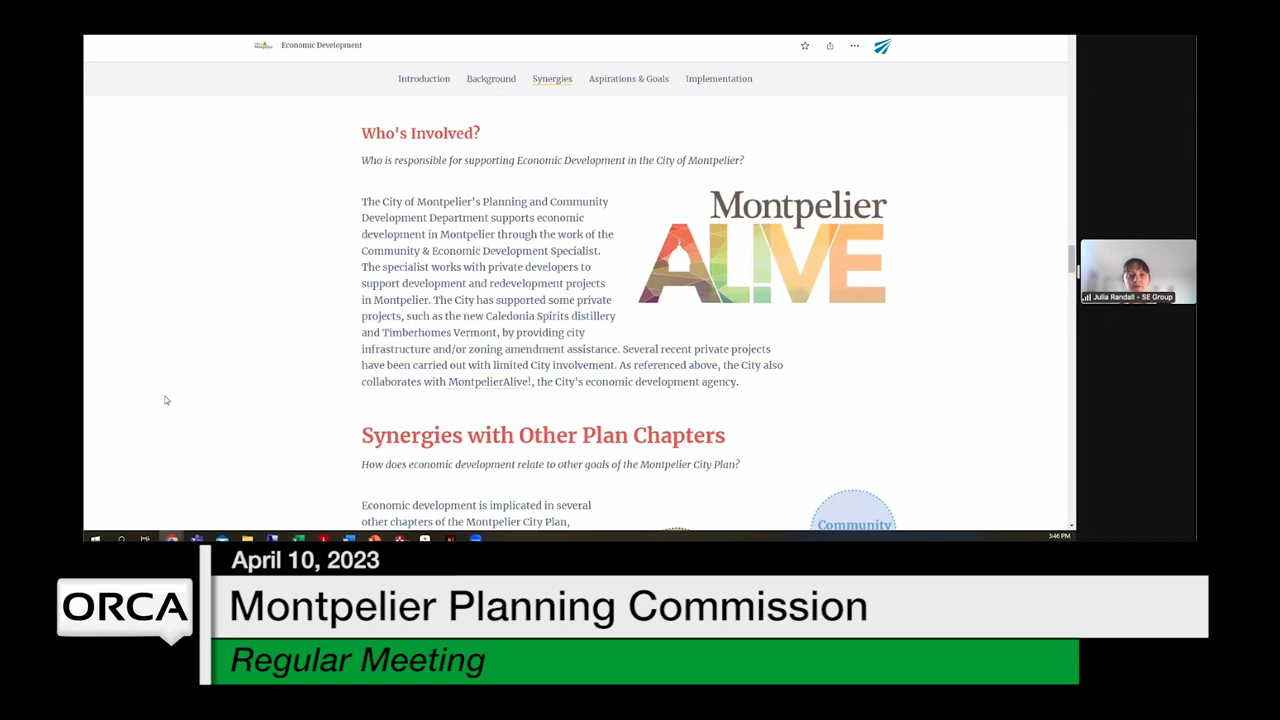 Economic Development
Introduction Background Synergies Aspirations & Goals Implementation
Who's Involved?
Who is responsible for supporting Economic Development in the City of Montpelier?
The City of Montpelier's Planning and Community
Development Department supports economic
development in Montpelier through the work of the
Community & Economic Development Specialist.
The specialist works with private developers to
support development and redevelopment projects
in Montpelier. The City has supported some private
projects, such as the new Caledonia Spirits distillery
and Timberhomes Vermont, by providing city
infrastructure and/or zoning amendment assistance. Several recent private projects
have been carried out with limited City involvement. As referenced above, the City also
collaborates with MontpelierAlive!, the City's economic development agency.
Montpelier
AL!VE
Julia Randall - SE Group
Synergies with Other Plan Chapters
How does economic development relate to other goals of the Montpelier City Plan?
Economic development is implicated in several
other chapters of the Montpelier City Plan,
Community
3:46 PM
April 10, 2023
ORCA
Montpelier Planning Commission
Regular Meeting